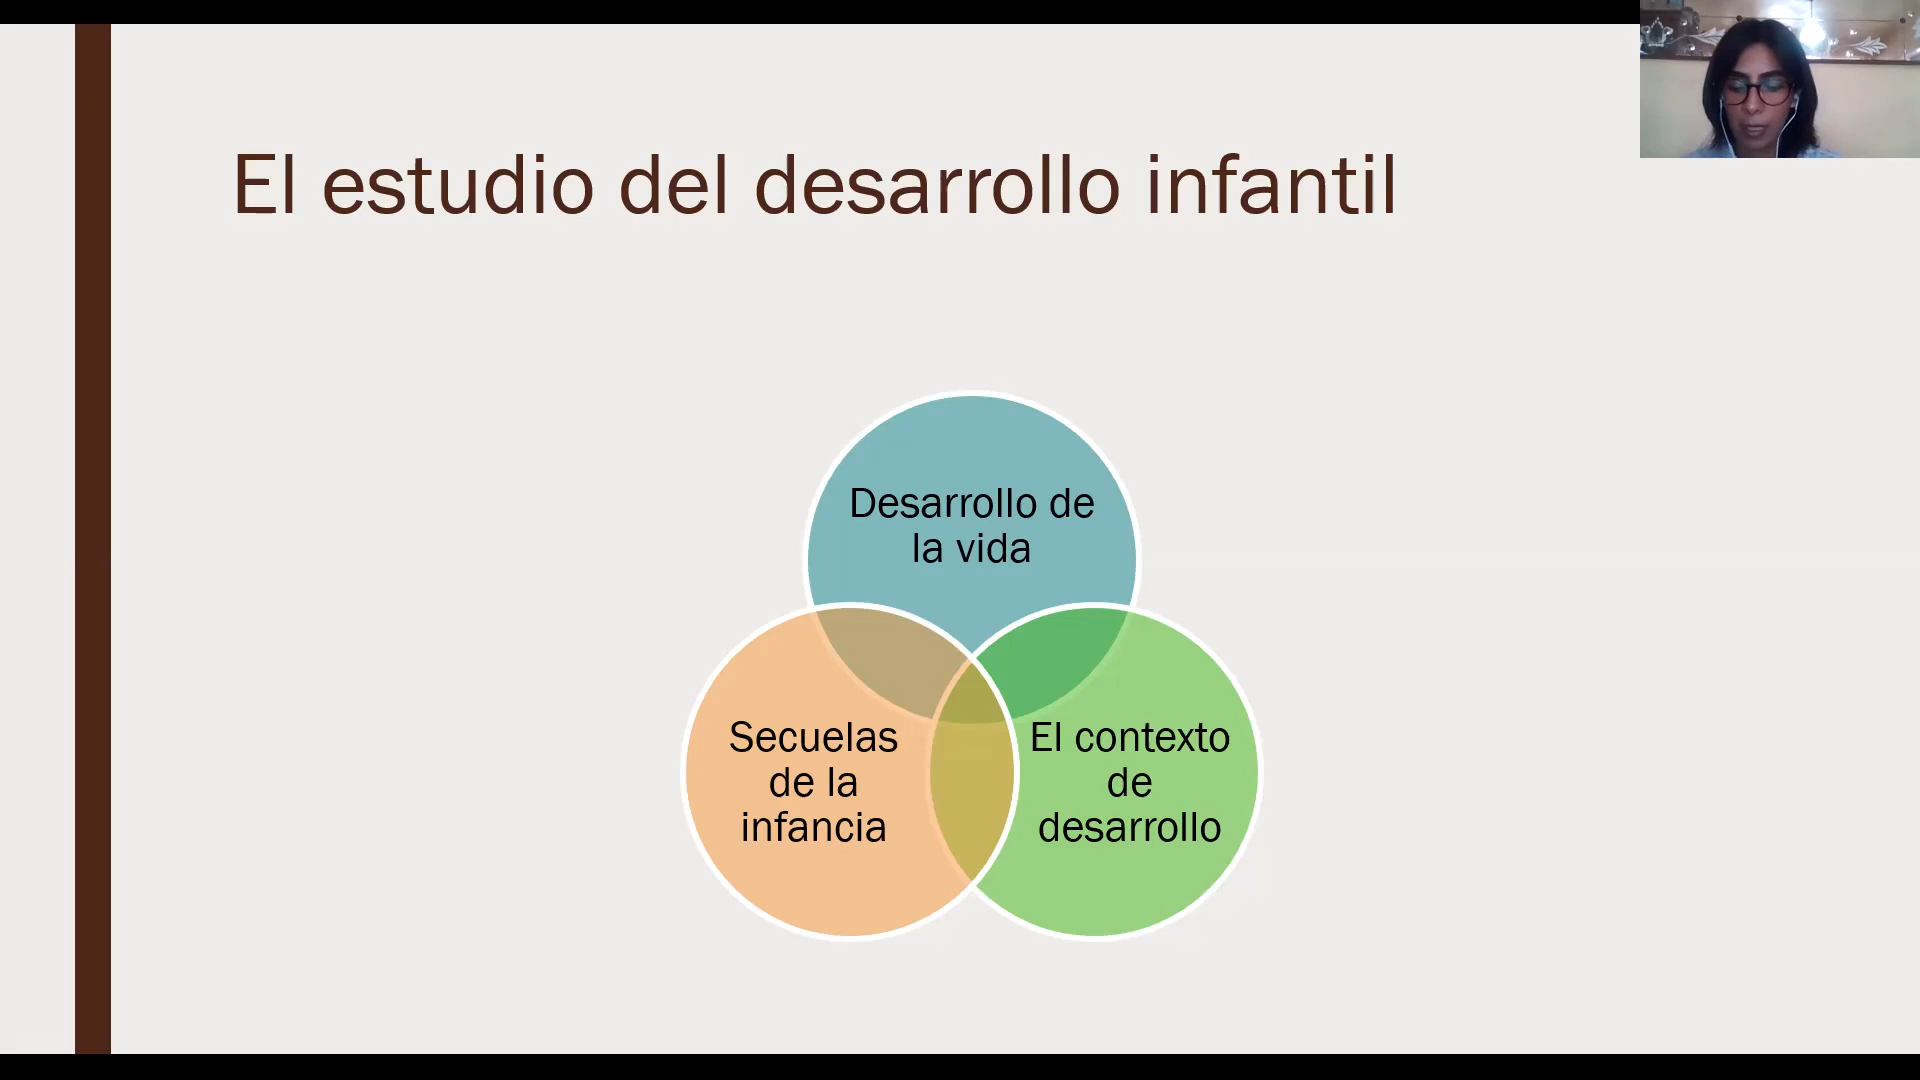 El estudio del desarrollo infantil
Desarrollo de
la vida
Secuelas
de la
infancia
El contexto
de
desarrollo